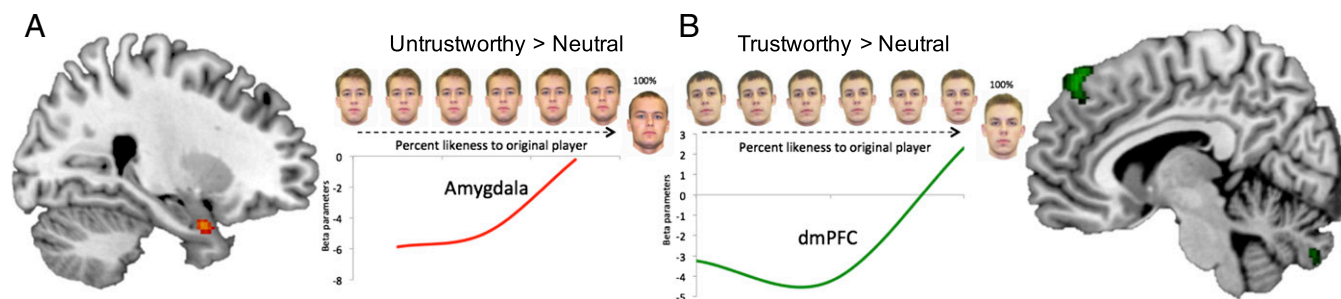 A
Untrustworthy > Neutral
100%
Percent likeness to original player
Beta parameters
0
-2
-4
-6
-8
Amygdala
B
Trustworthy > Neutral
100%
Percent likeness to original player
Beta parameters
3
2
1
0
-1
-2
-3
-4
-5
dmPFC